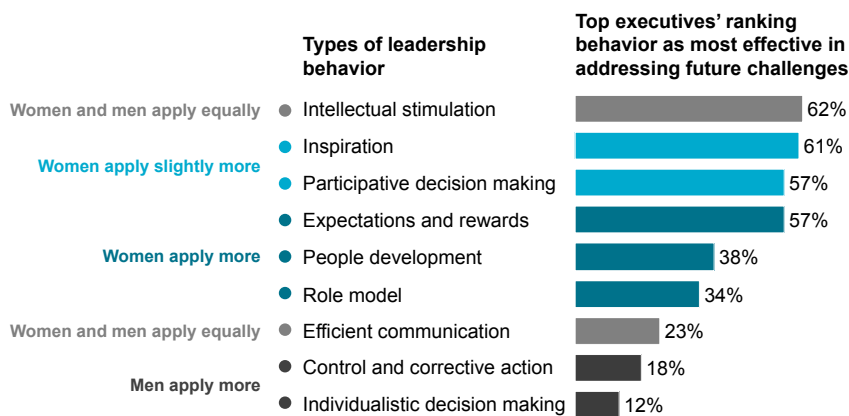 Types of leadership
behavior
Top executives' ranking
behavior as most effective in
addressing future challenges
Women and men apply equally
Intellectual stimulation
62%
Women apply slightly more
Inspiration
61%
Participative decision making
57%
Women apply more
Expectations and rewards
57%
People development
38%
Role model
34%
Women and men apply equally
Efficient communication
23%
Men apply more
Control and corrective action
18%
Individualistic decision making
12%